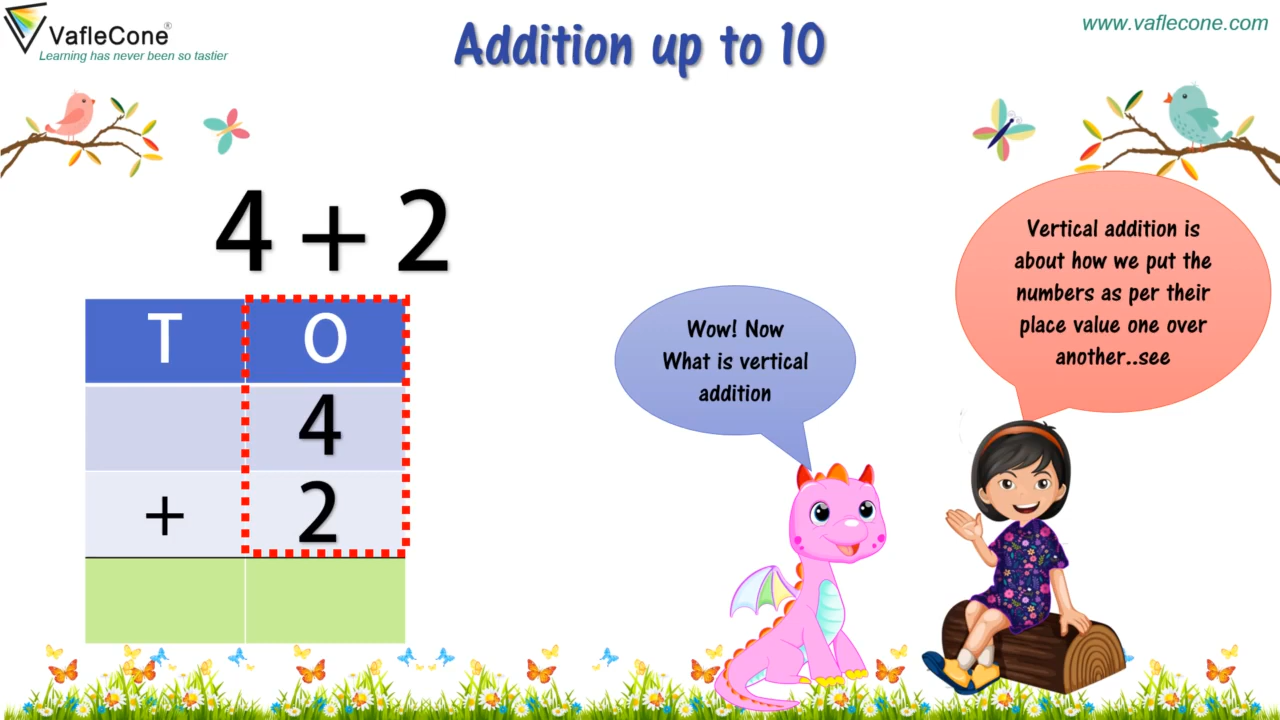 VafleCone®
Learning has never been so tastier
www.vaflecone.com
Addition up to 10
4 + 2
T O
4
+ 2
Wow! Now
What is vertical
addition
Vertical addition is
about how we put the
numbers as per their
place value one over
another..see